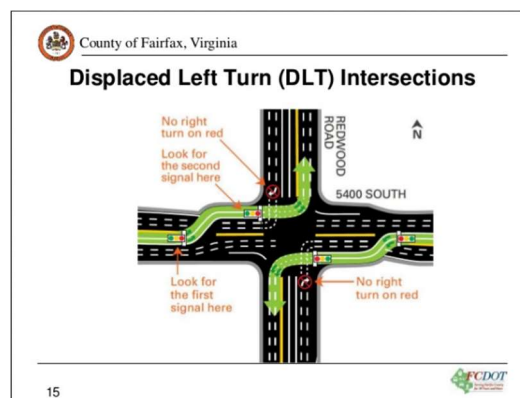 County of Fairfax, Virginia
Displaced Left Turn (DLT) Intersections
No right
turn on red
Look for
the second
signal here
REDWOOD
ROAD
N
5400 SOUTH
Look for
the first
signal here
No right
turn on red
FCDOT
15